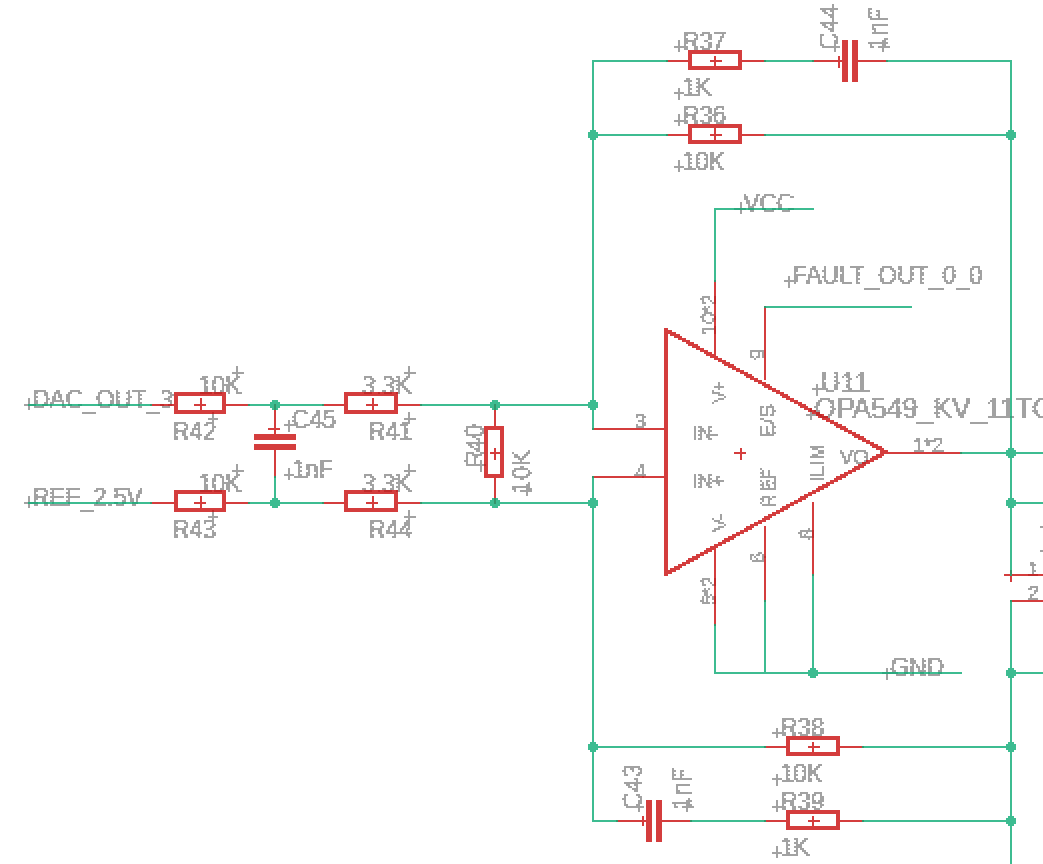 C44
1nF
R37
1K
R36
10K
VCC
FAULT_OUT_0_0
10*2
9
V+
E/S
U11
OPA549_KV_11TO
DAC_OUT_3
10K
R42
3.3K
R41
C45
1nF
R40
10K
3
IN-
4
IN+
V-
REF
ILIM
VO
1*2
REF_2.5V
10K
R43
3.3K
R44
5*2
6
8
1
2
GND
R38
10K
C43
1nF
R39
1K